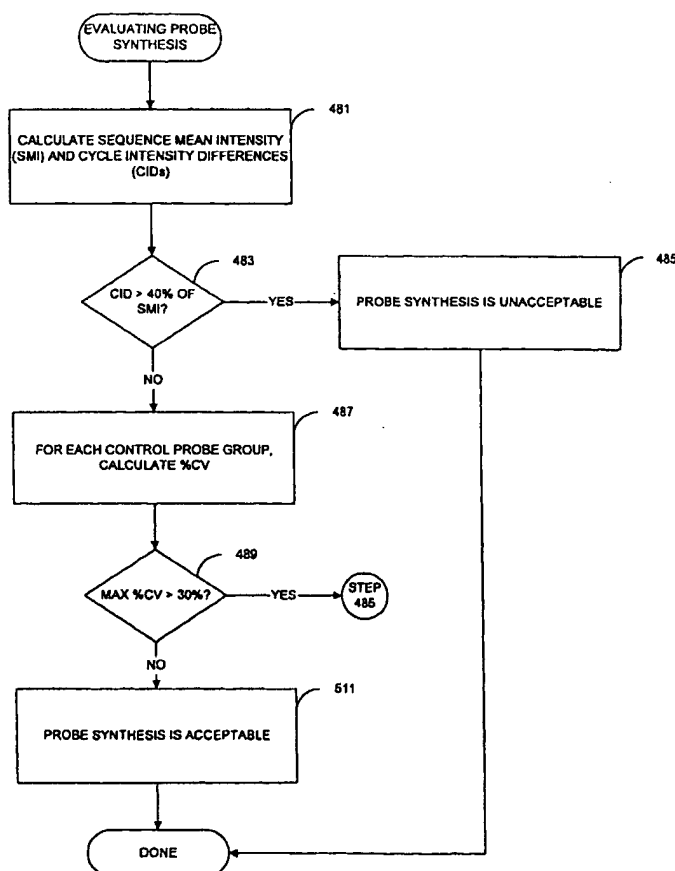 EVALUATING PROBE
SYNTHESIS
481
CALCULATE SEQUENCE MEAN INTENSITY
(SMI) AND CYCLE INTENSITY DIFFERENCES
(CIDs)
483
CID > 40% OF
SMI?
YES
485
PROBE SYNTHESIS IS UNACCEPTABLE
NO
487
FOR EACH CONTROL PROBE GROUP,
CALCULATE %CV
489
MAX %CV > 30%?
YES
STEP
485
NO
511
PROBE SYNTHESIS IS ACCEPTABLE
DONE